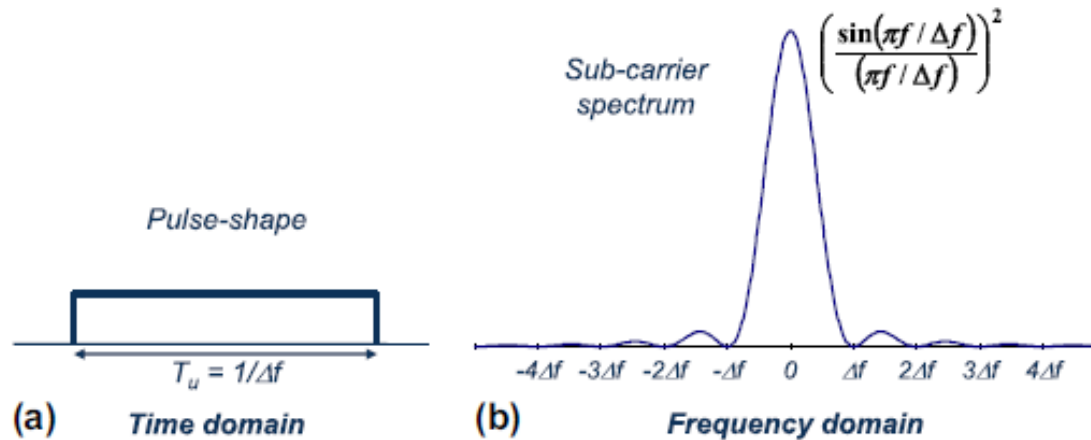 Pulse-shape
T_u = 1/Δf
(a) Time domain
Sub-carrier
spectrum
(sin(πf / Δf) / (πf / Δf))²
-4Δf -3Δf -2Δf -Δf 0 Δf 2Δf 3Δf 4Δf
(b) Frequency domain